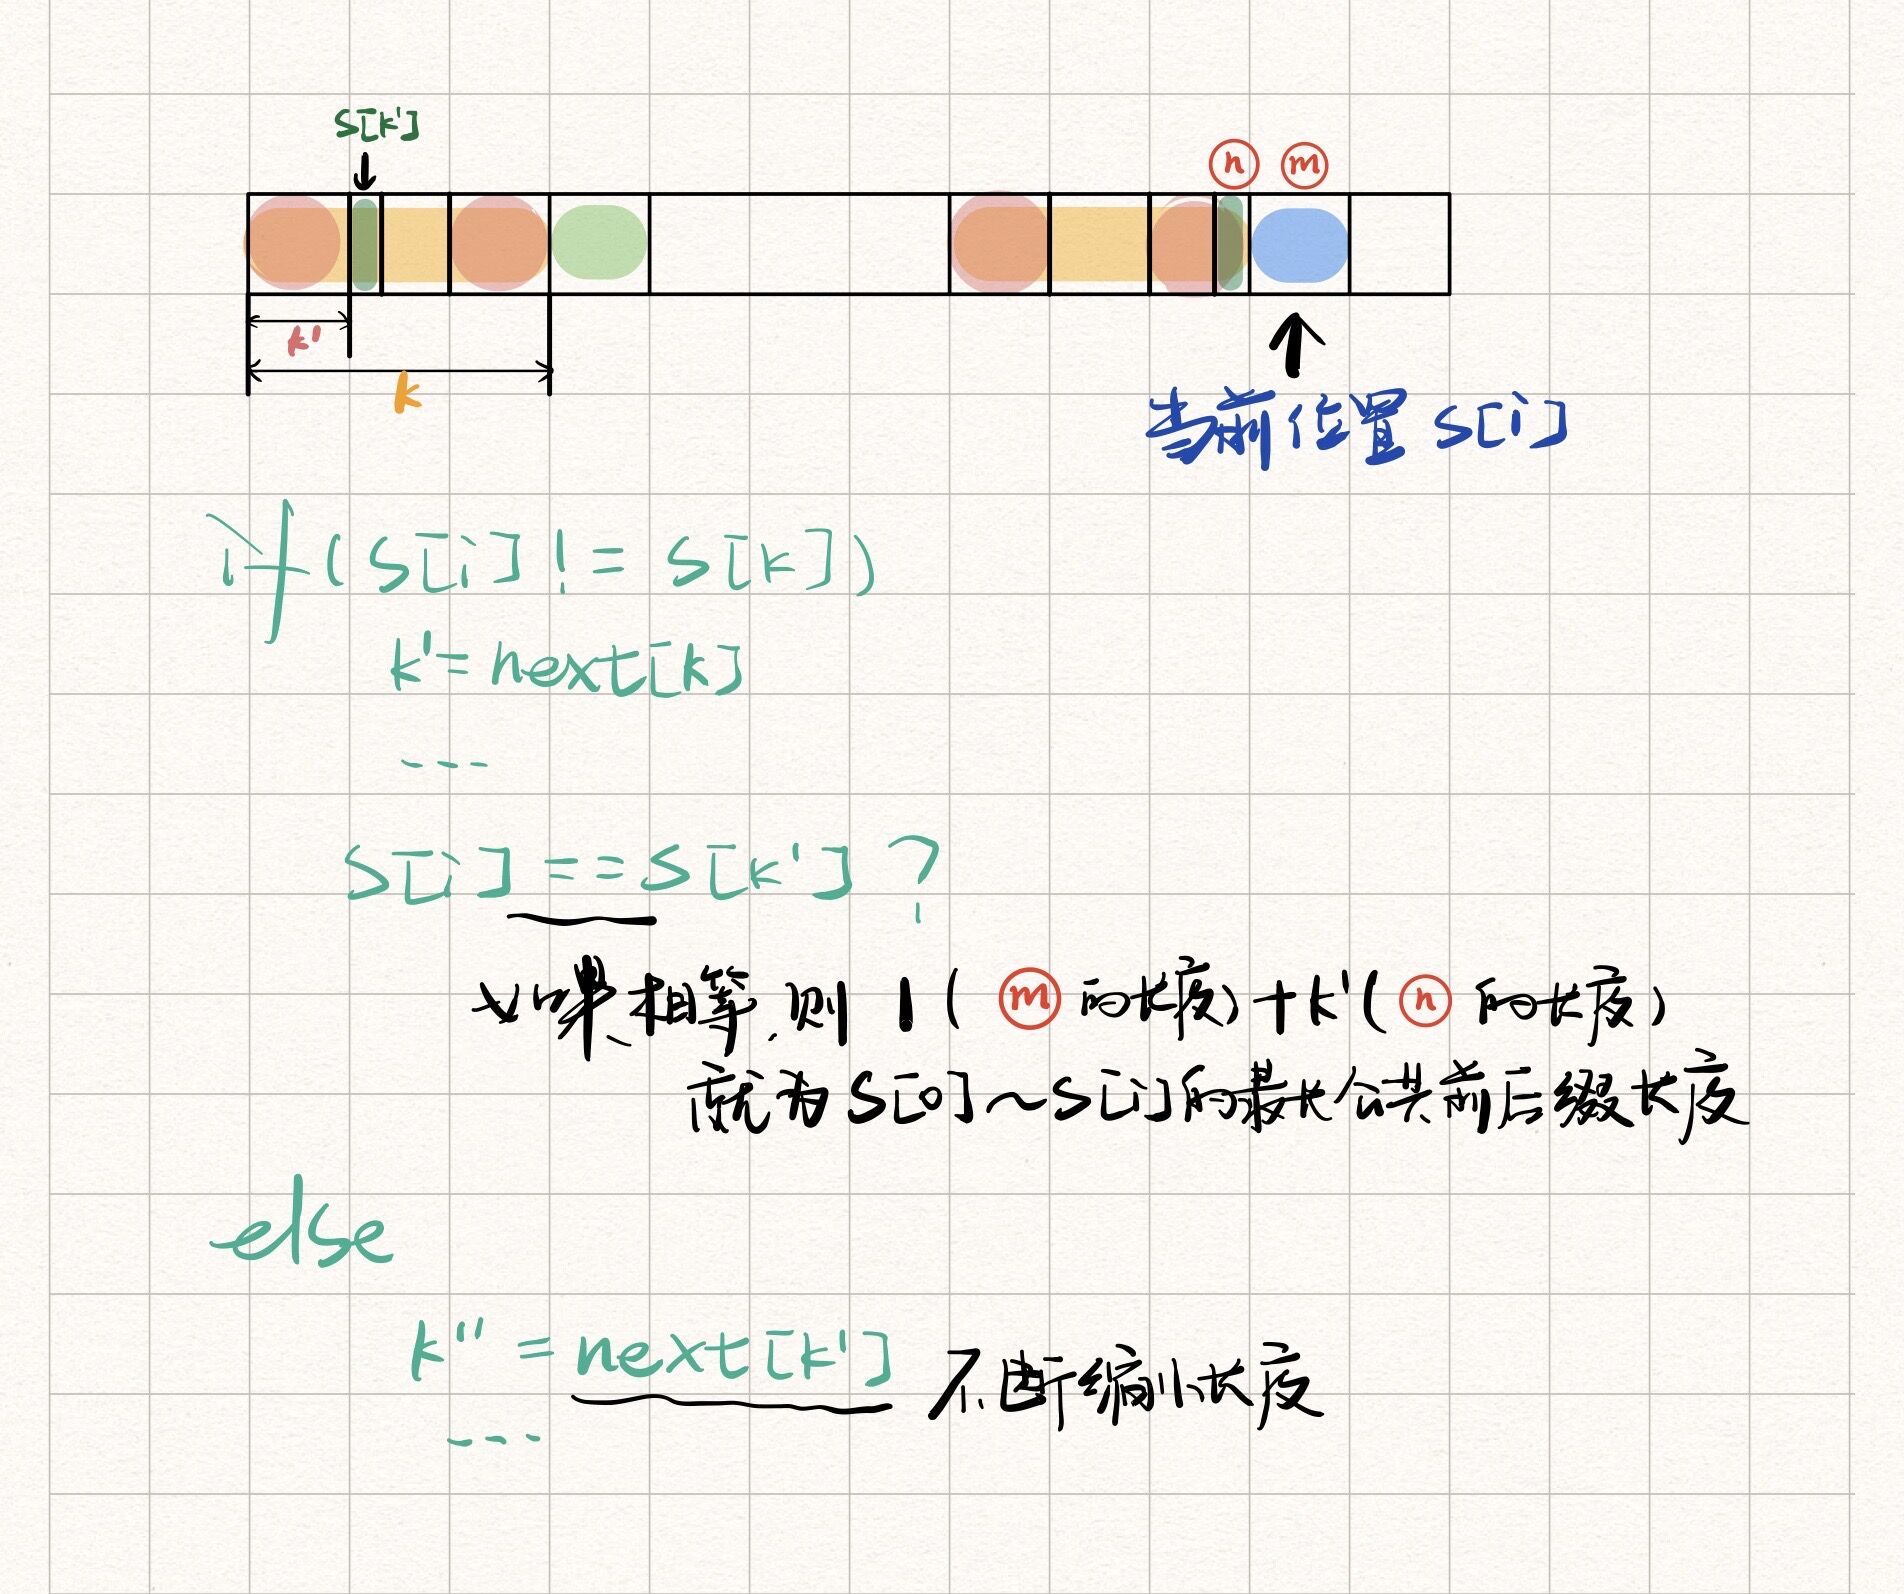 S[k']
n m
k'
k
当前位置 S[i]
if (S[i] != S[k])
k' = next[k]
---
S[i] == S[k'] ?
如果相等,则 1 ( m 的长度) + k' ( n 的长度)
就为 S[0] ~ S[i] 的最长公共前后缀长度
else
k'' = next[k'] 不断缩小长度
---